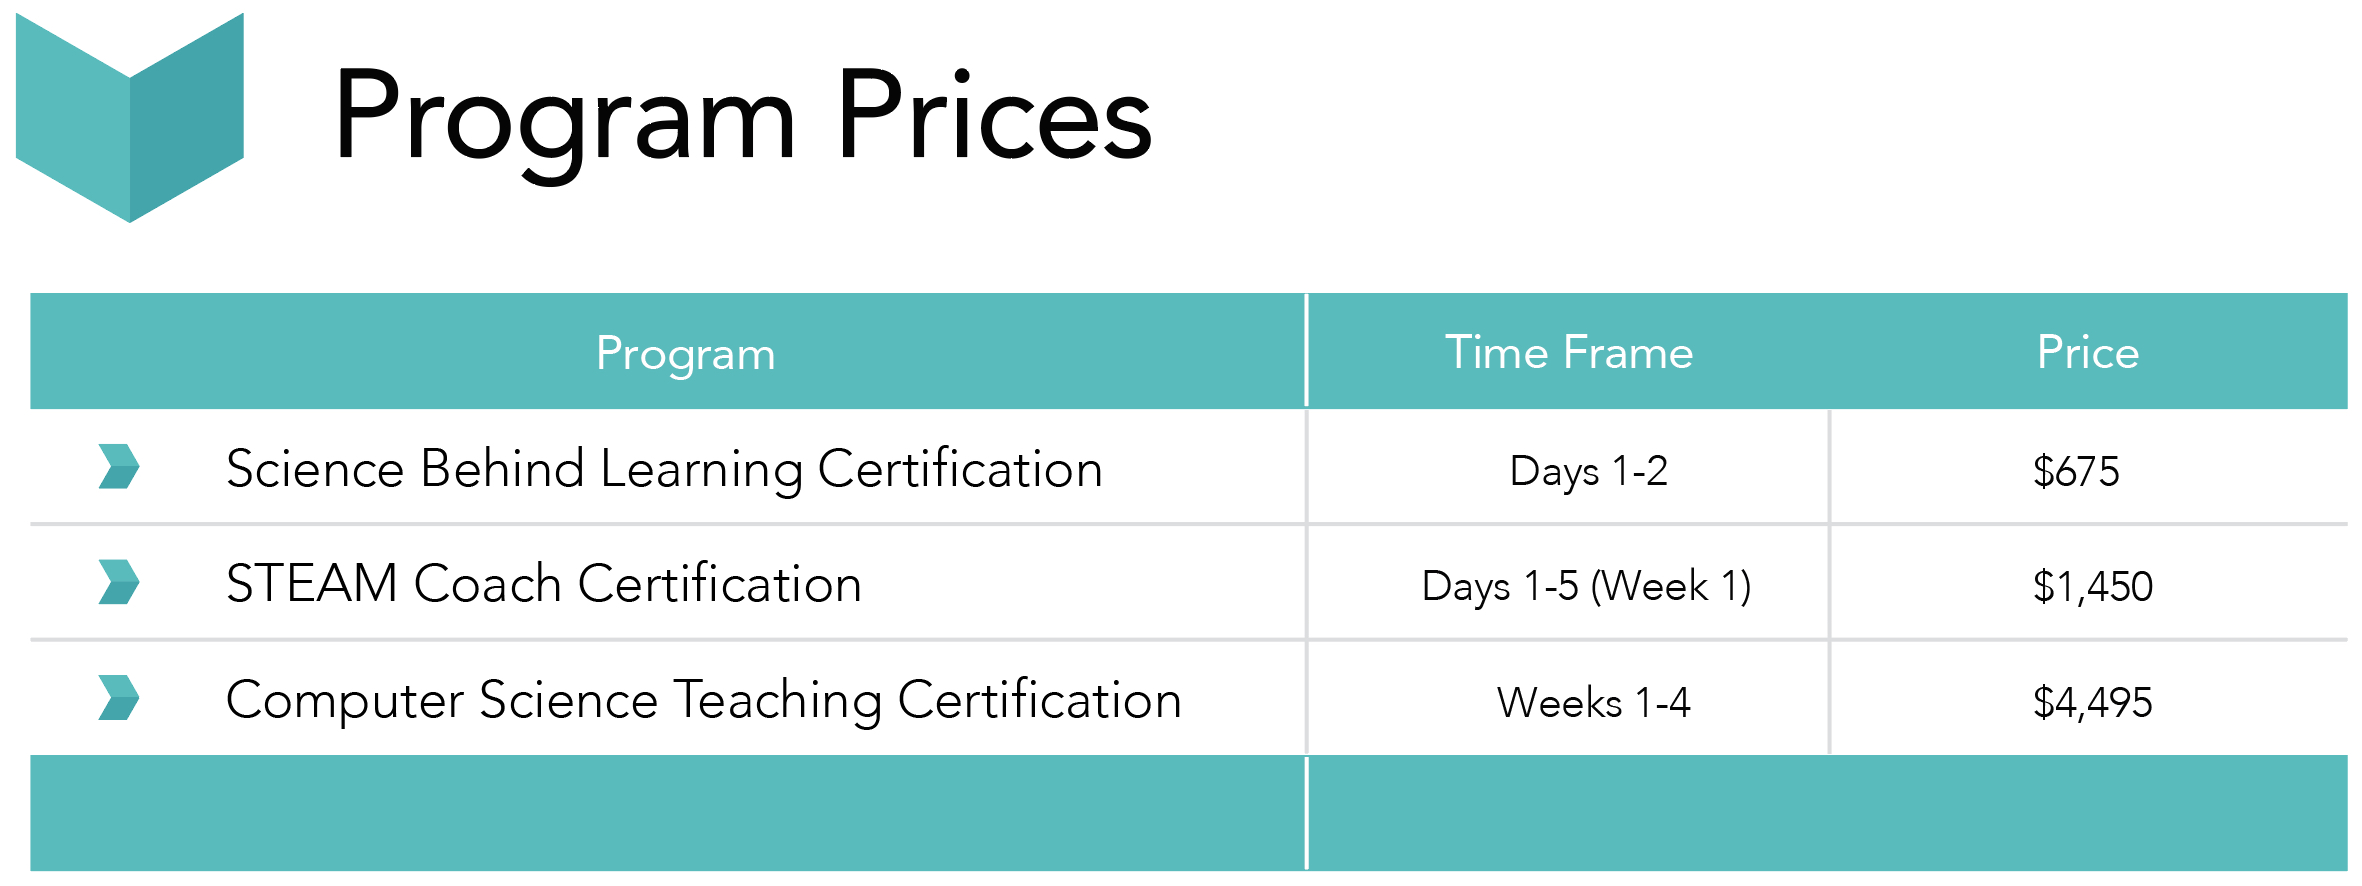 Program Prices
Program Time Frame Price
Science Behind Learning Certification Days 1-2 $675
STEAM Coach Certification Days 1-5 (Week 1) $1,450
Computer Science Teaching Certification Weeks 1-4 $4,495